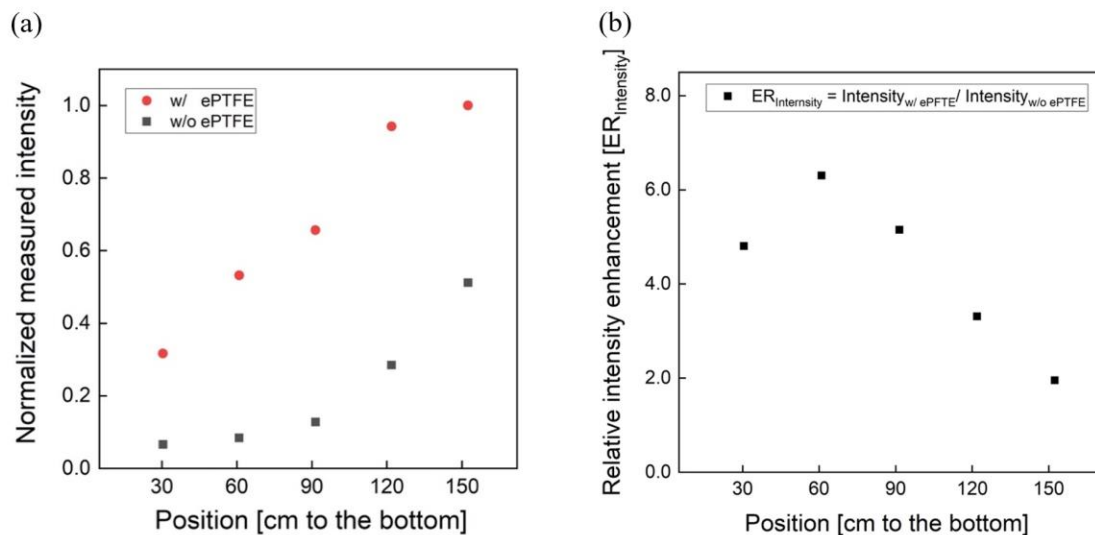 (a)
Normalized measured intensity
1.0
0.8
0.6
0.4
0.2
0.0
w/ ePTFE
w/o ePTFE
30 60 90 120 150
Position [cm to the bottom]
(b)
Relative intensity enhancement [ERIntensity]
8.0
6.0
4.0
2.0
0.0
ERInternsity = Intensityw/ ePFTE/ Intensityw/o ePTFE
30 60 90 120 150
Position [cm to the bottom]